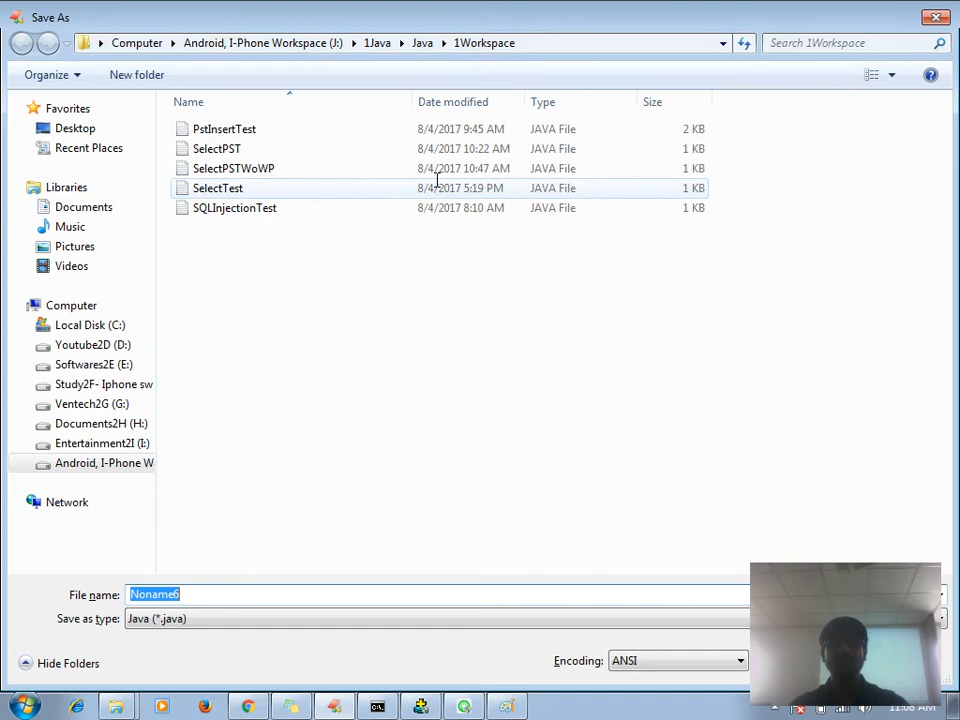 Save As
Computer Android, I-Phone Workspace (J:) 1Java Java 1Workspace Search 1Workspace
Organize New folder
Name Date modified Type Size
Favorites
Desktop
Recent Places
Libraries
Documents
Music
Pictures
Videos
Computer
Local Disk (C:)
Youtube2D (D:)
Softwares2E (E:)
Study2F- Iphone sw
Ventech2G (G:)
Documents2H (H:)
Entertainment2I (I:)
Android, I-Phone W
Network
PstInsertTest 8/4/2017 9:45 AM JAVA File 2 KB
SelectPST 8/4/2017 10:22 AM JAVA File 1 KB
SelectPSTWoWP 8/4/2017 10:47 AM JAVA File 1 KB
SelectTest 8/4/2017 5:19 PM JAVA File 1 KB
SQLInjectionTest 8/4/2017 8:10 AM JAVA File 1 KB
File name: Noname6
Save as type: Java (*.java)
Hide Folders Encoding: ANSI
11:08 AM